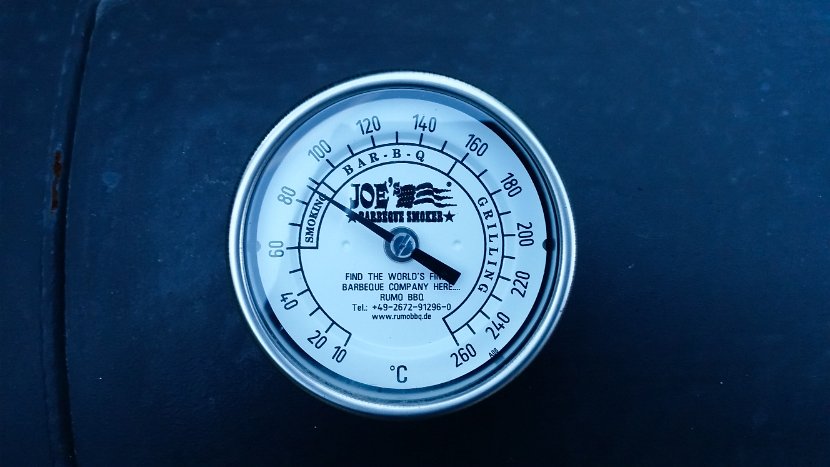 10
20
40
60
80
100
120
140
160
180
200
220
240
260
SMOKING
BAR-B-Q
GRILLING
JOE's ®
★BARBEQUE SMOKER★
FIND THE WORLD'S
BARBEQUE COMPANY HERE....
RUMO BBQ
Tel.: +49-2672-91296-0
www.rumobbq.de
°C